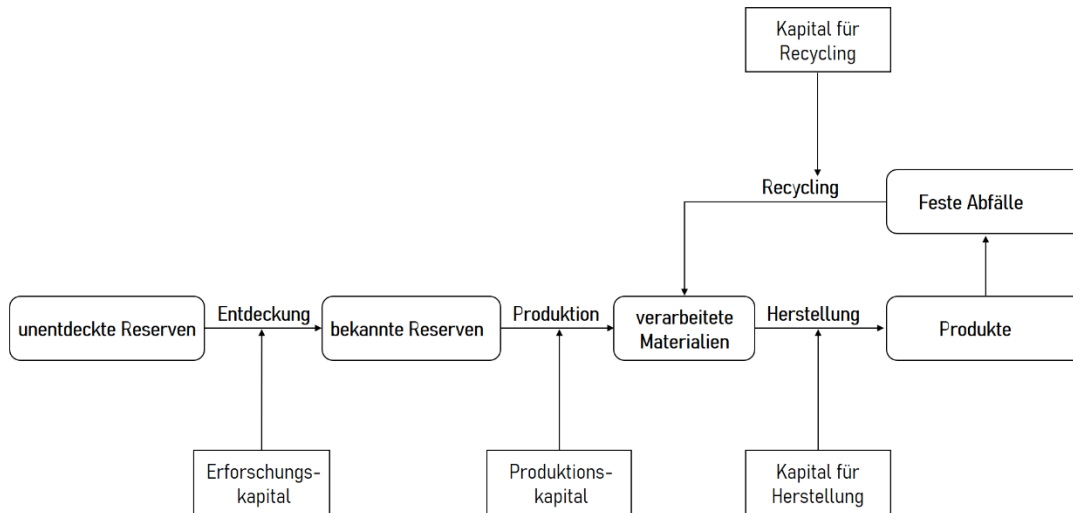 Kapital für
Recycling
Recycling
Feste Abfälle
unentdeckte Reserven
Entdeckung
bekannte Reserven
Produktion
verarbeitete
Materialien
Herstellung
Produkte
Erforschungs-
kapital
Produktions-
kapital
Kapital für
Herstellung